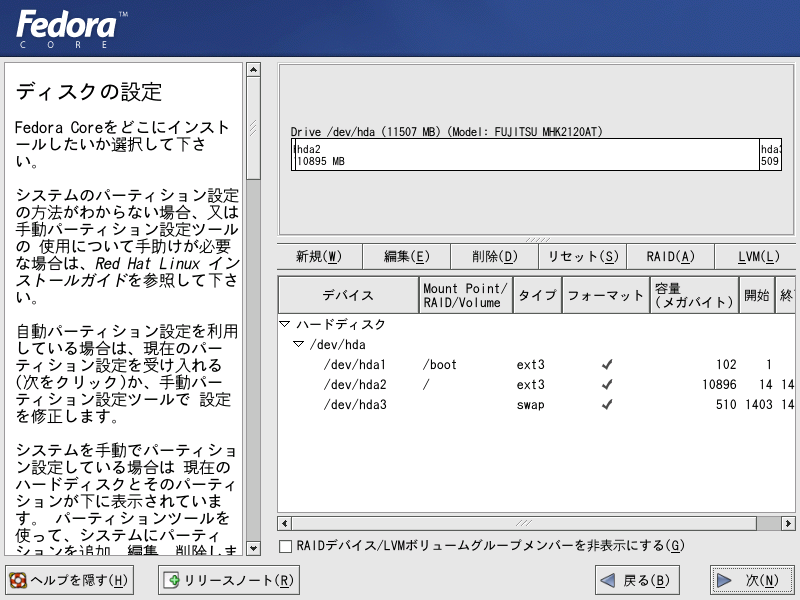 Fedora™
CORE
ディスクの設定
Fedora Coreをどこにインスト
ールしたいか選択して下さ
い。
システムのパーティション設定
の方法がわからない場合、又は
手動パーティション設定ツール
の 使用について手助けが必要
な場合は、Red Hat Linux イン
ストールガイドを参照して下さ
い。
自動パーティション設定を利用
している場合は、現在のパー
ティション設定を受け入れる
(次をクリック)か、手動パー
ティション設定ツールで 設定
を修正します。
システムを手動でパーティショ
ン設定している場合は 現在の
ハードディスクとそのパーティ
ションが下に表示されていま
す。 パーティションツールを
使って、システムにパーティ
ションを追加、編集、削除しま
Drive /dev/hda (11507 MB) (Model: FUJITSU MHK2120AT)
hda2 hda3
10895 MB 509
新規(W) 編集(E) 削除(D) リセット(S) RAID(A) LVM(L)
デバイス Mount Point/ RAID/Volume タイプ フォーマット 容量 (メガバイト) 開始 終
ハードディスク
/dev/hda
/dev/hda1 /boot ext3 ✓ 102 1
/dev/hda2 / ext3 ✓ 10896 14 14
/dev/hda3 swap ✓ 510 1403 14
RAIDデバイス/LVMボリュームグループメンバーを非表示にする(G)
ヘルプを隠す(H) リリースノート(R) 戻る(B) 次(N)